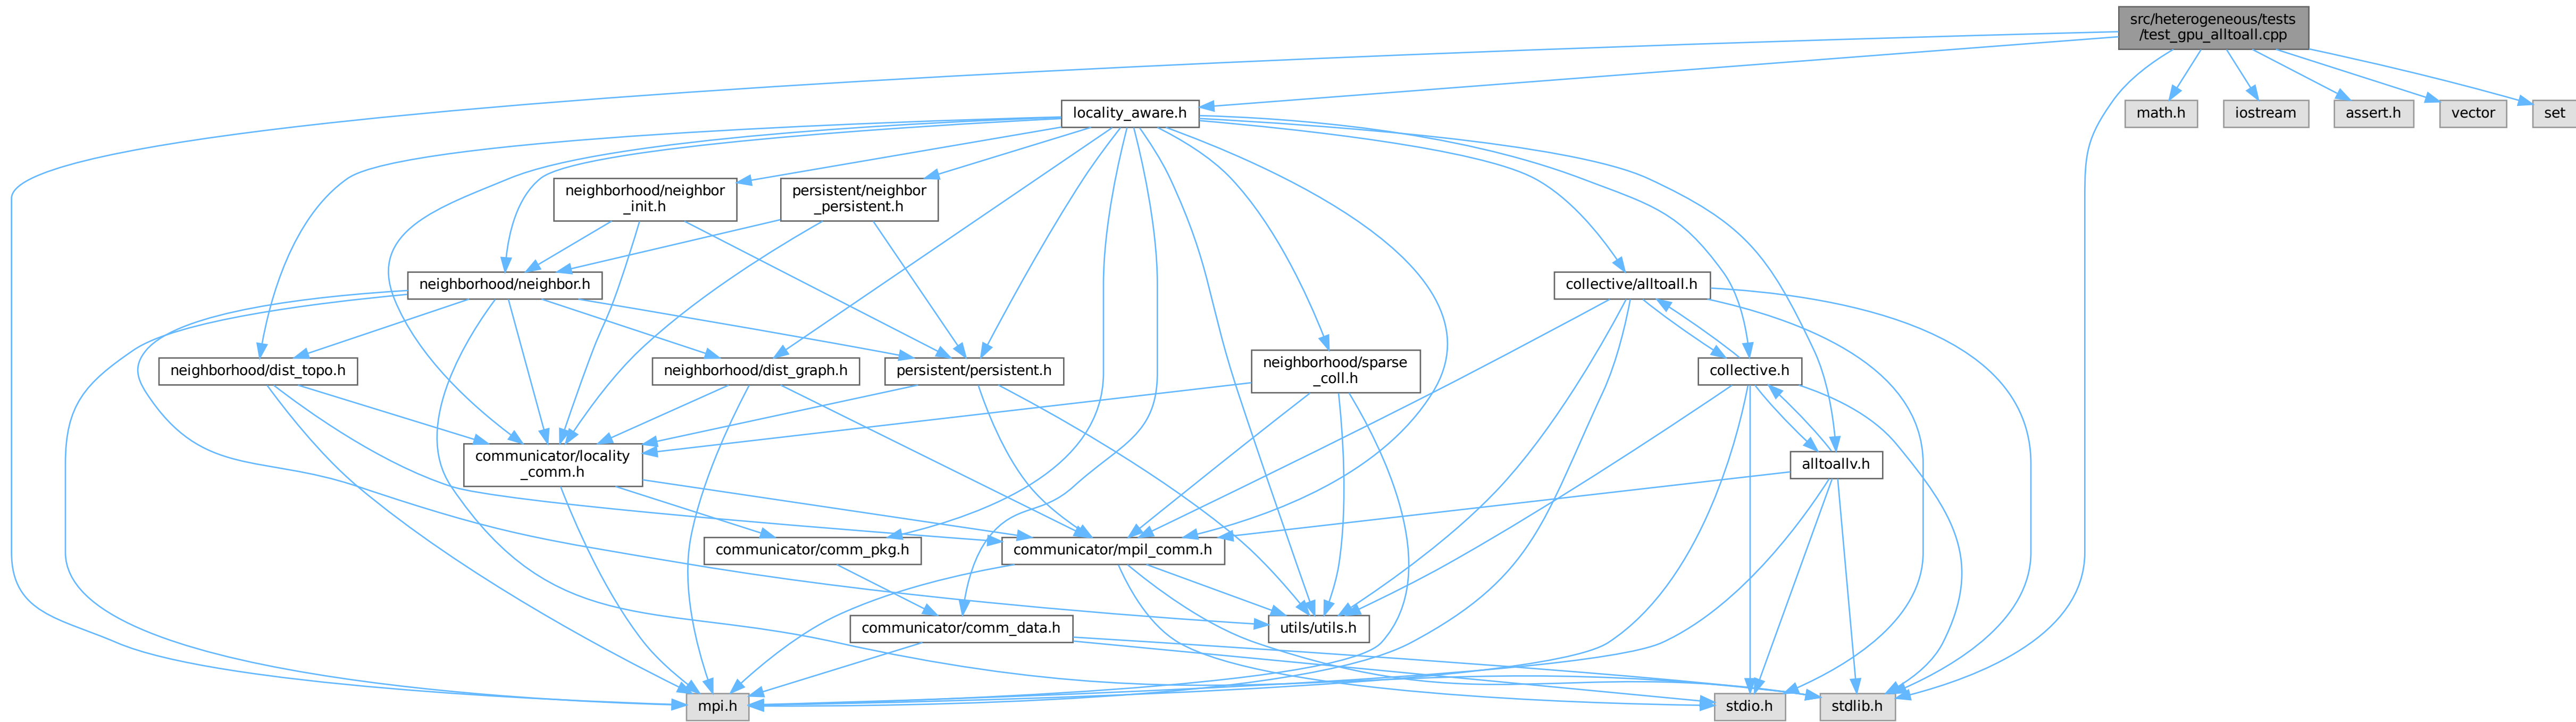 src/heterogeneous/tests
/test_gpu_alltoall.cpp
locality_aware.h
math.h
iostream
assert.h
vector
set
neighborhood/neighbor
_init.h
persistent/neighbor
_persistent.h
neighborhood/neighbor.h
collective/alltoall.h
neighborhood/dist_topo.h
neighborhood/dist_graph.h
persistent/persistent.h
neighborhood/sparse
_coll.h
collective.h
communicator/locality
_comm.h
alltoallv.h
communicator/comm_pkg.h
communicator/mpil_comm.h
communicator/comm_data.h
utils/utils.h
mpi.h
stdio.h
stdlib.h